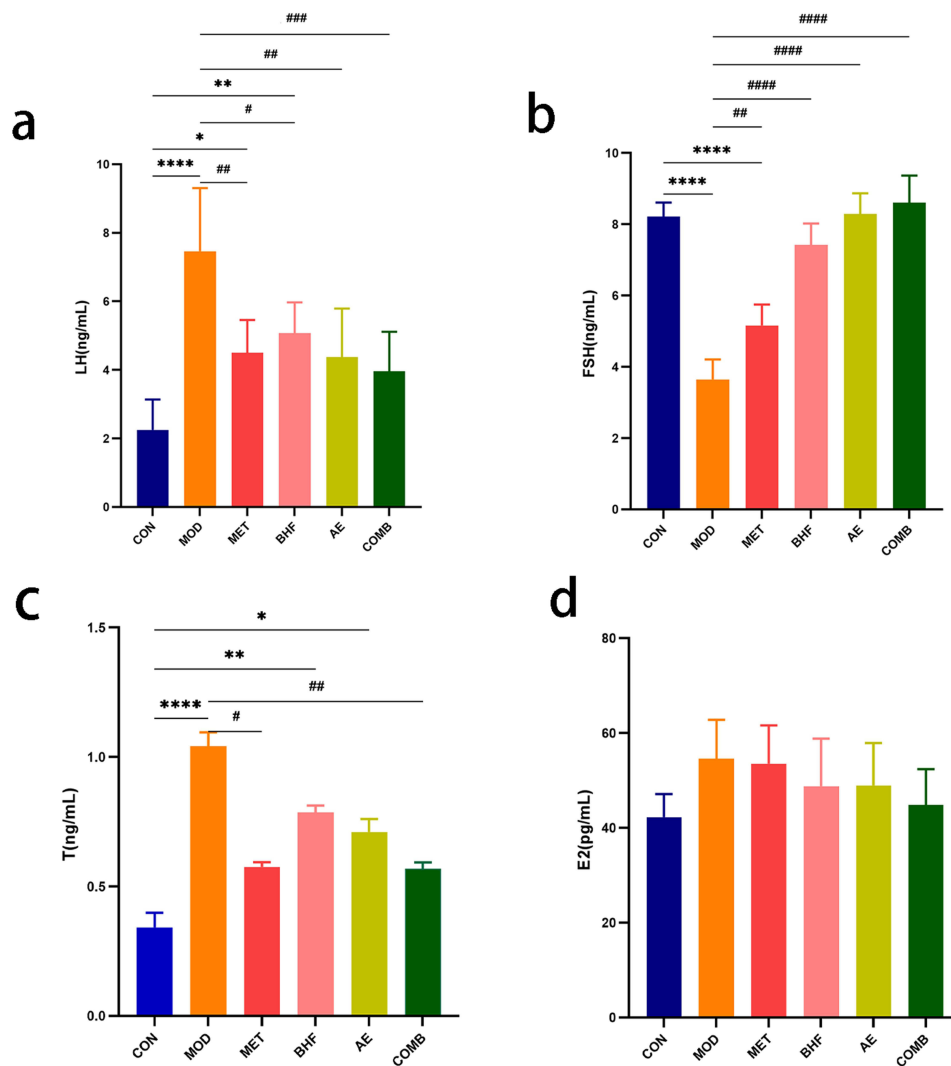 ###
##
**
#
*
****
##
a
LH(ng/mL)
10
8
6
4
2
0
CON
MOD
MET
BHF
AE
COMB
####
####
####
##
****
****
b
FSH(ng/mL)
10
8
6
4
2
0
CON
MOD
MET
BHF
AE
COMB
c
*
**
##
****
#
T(ng/mL)
1.5
1.0
0.5
0.0
CON
MOD
MET
BHF
AE
COMB
d
E2(pg/mL)
80
60
40
20
0
CON
MOD
MET
BHF
AE
COMB